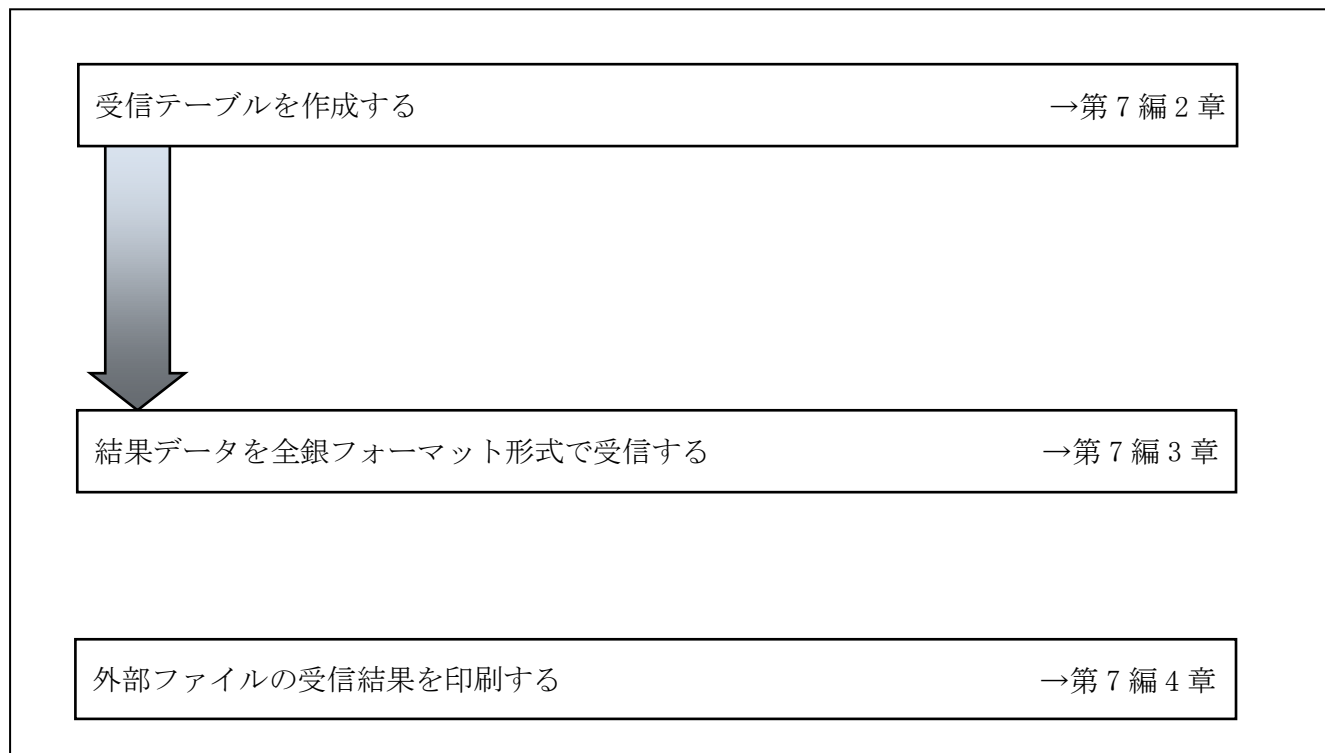 受信テーブルを作成する →第7編2章
結果データを全銀フォーマット形式で受信する →第7編3章
外部ファイルの受信結果を印刷する →第7編4章